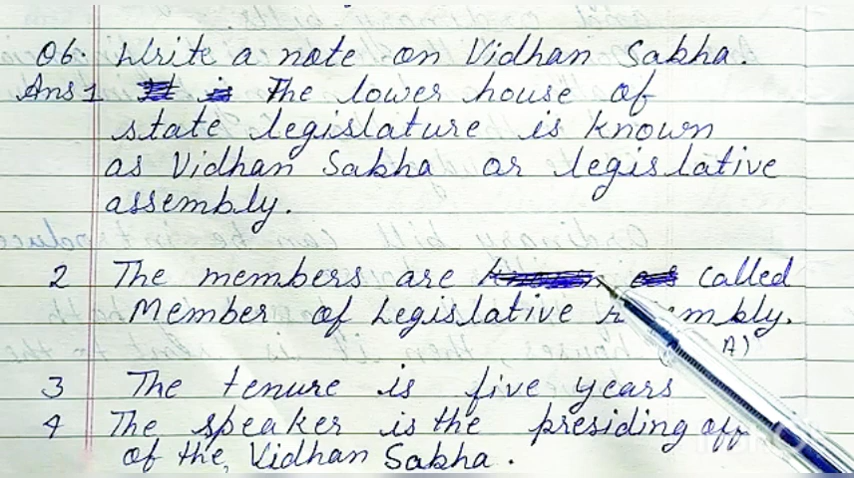 Q6. Write a note on Vidhan Sabha.
Ans 1 The lower house of
state legislature is known
as Vidhan Sabha or legislative
assembly.
2 The members are called
Member of Legislative
A)
3 The tenure is five years
4 The speaker is the presiding
of the, Vidhan Sabha.